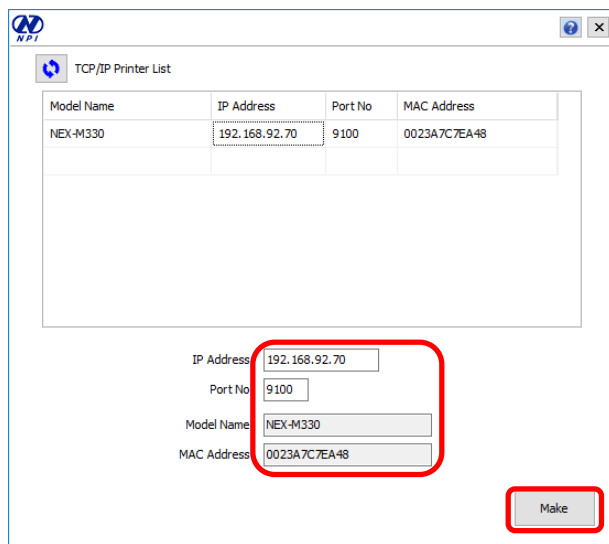 NPI
TCP/IP Printer List
Model Name IP Address Port No MAC Address
NEX-M330 192.168.92.70 9100 0023A7C7EA48
IP Address 192.168.92.70
Port No 9100
Model Name NEX-M330
MAC Address 0023A7C7EA48
Make